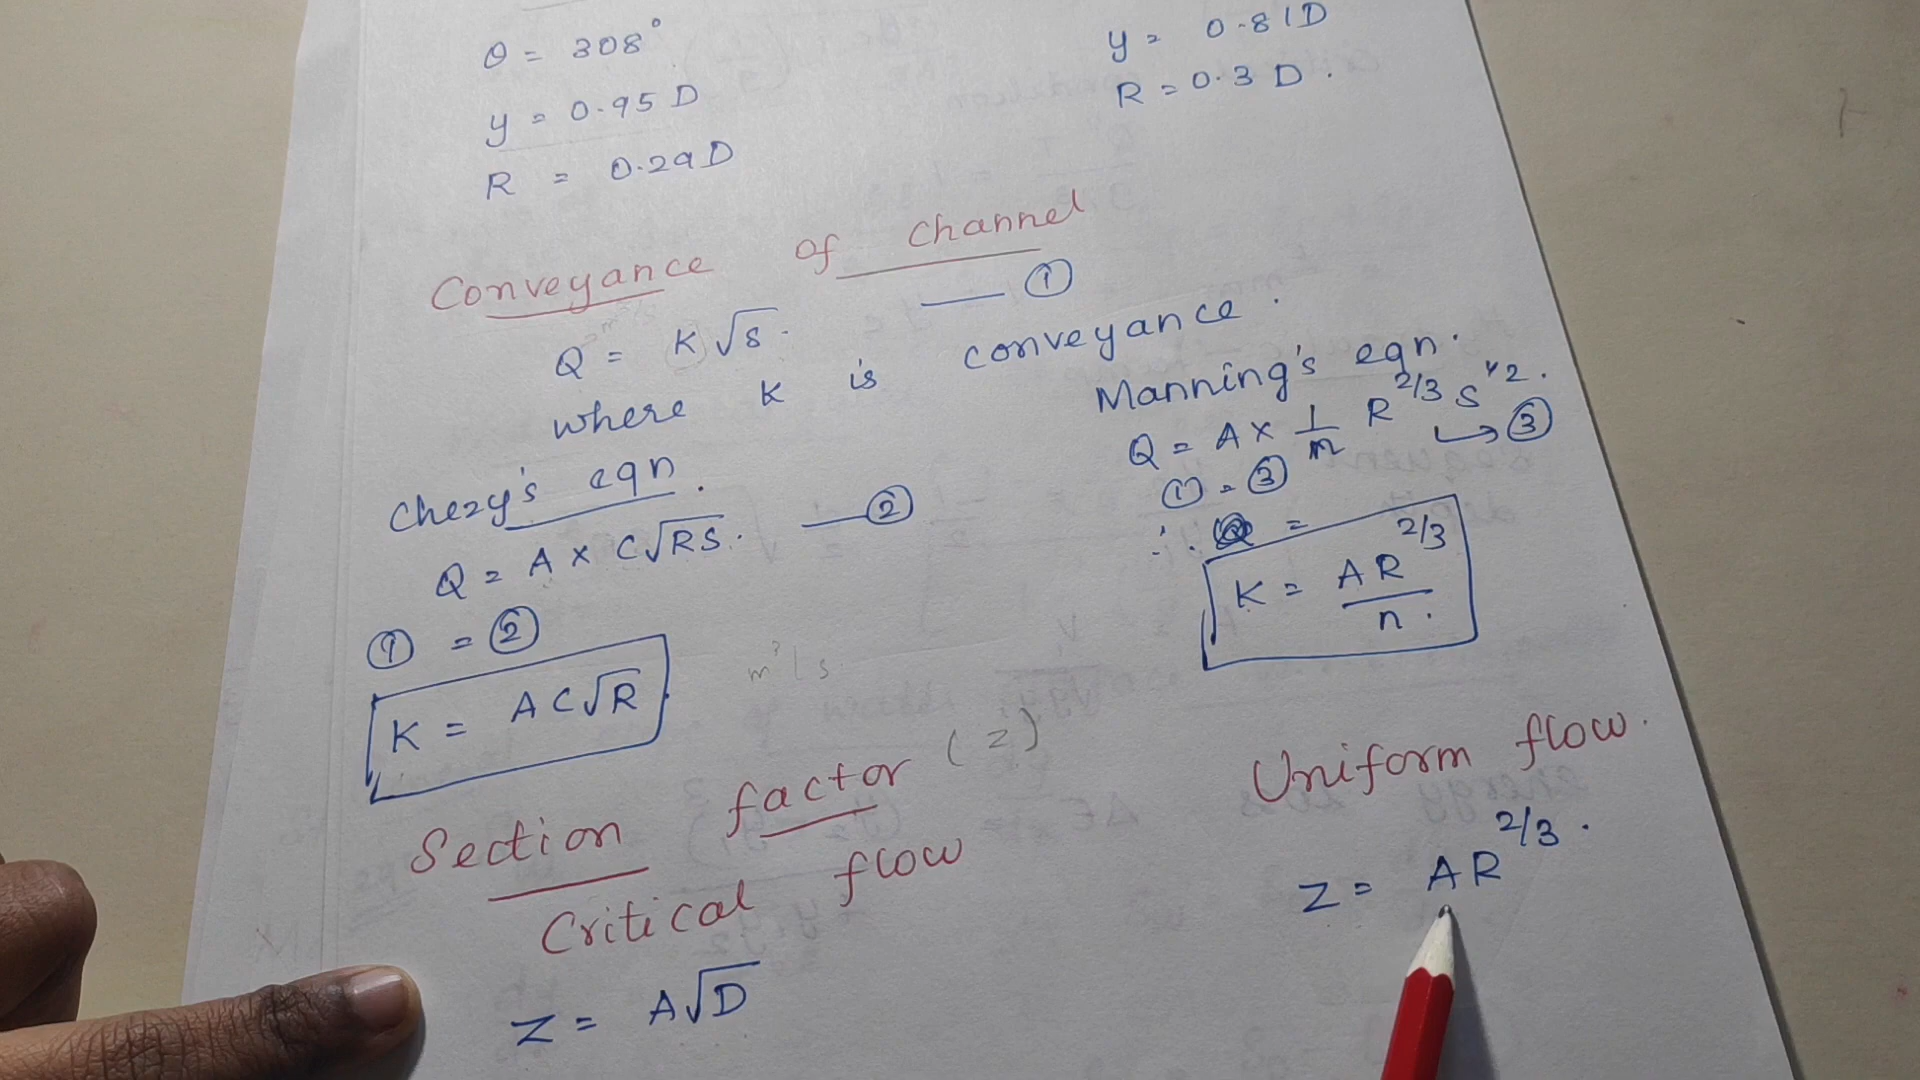 θ = 308°
y = 0.95 D
R = 0.29 D
y = 0.81D
R = 0.3 D.
Conveyance of channel
Q = K√S. —— ①
where K is conveyance.
Chezy's eqn.
Q = A × C√RS. —— ②
① = ②
K = AC√R
m³/s
Manning's eqn.
Q = A × 1/n R^2/3 S^1/2. ↳ ③
① = ③
∴ =
K = AR^2/3 / n.
Section factor (z)
Critical flow
Z = A√D
Uniform flow.
Z = AR^2/3.